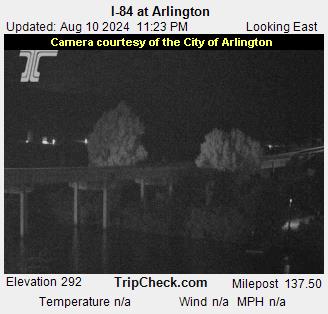 I-84 at Arlington
Updated: Aug 10 2024 11:23 PM Looking East
Camera courtesy of the City of Arlington
Elevation 292 TripCheck.com Milepost 137.50
Temperature n/a Wind n/a MPH n/a